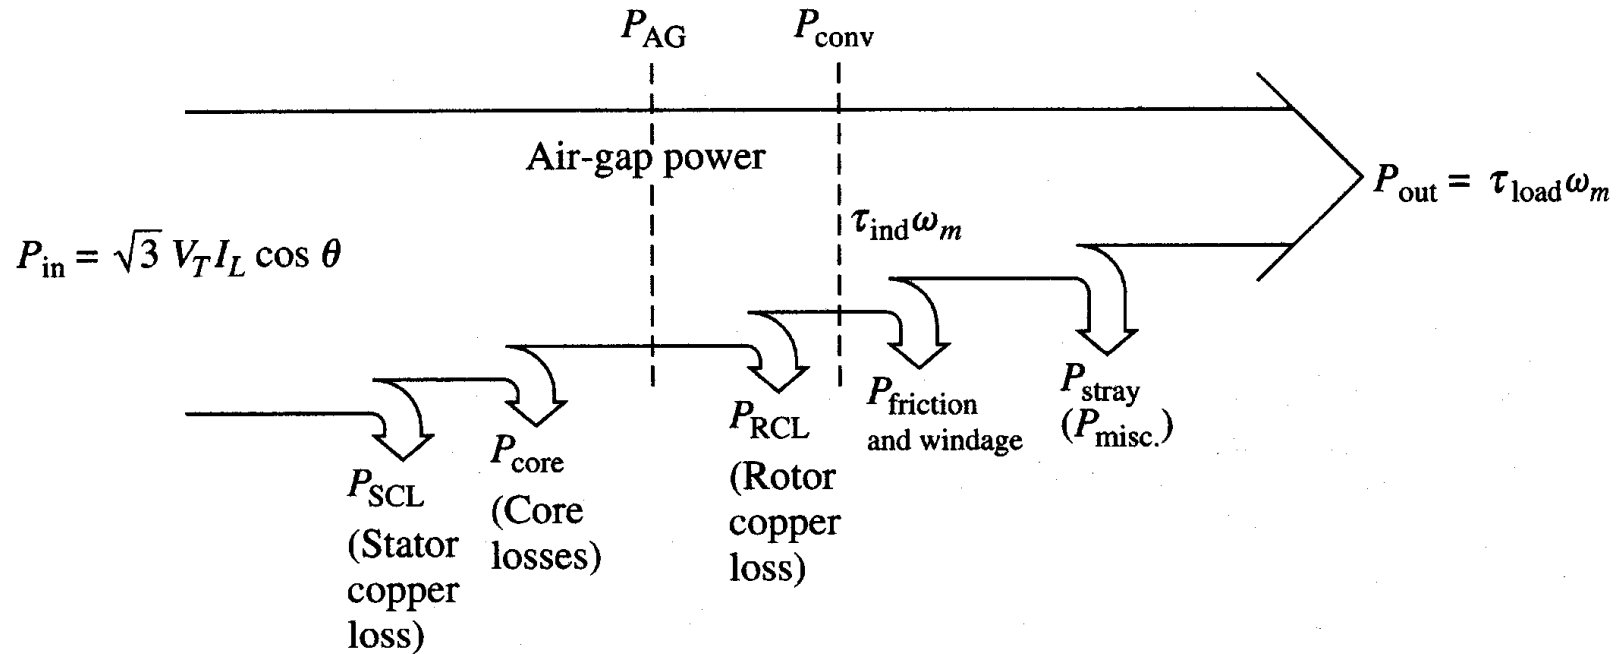 P_AG
P_conv
Air-gap power
P_out = τ_load ω_m
τ_ind ω_m
P_in = √3 V_T I_L cos θ
P_SCL
(Stator
copper
loss)
P_core
(Core
losses)
P_RCL
(Rotor
copper
loss)
P_friction
and windage
P_stray
(P_misc.)